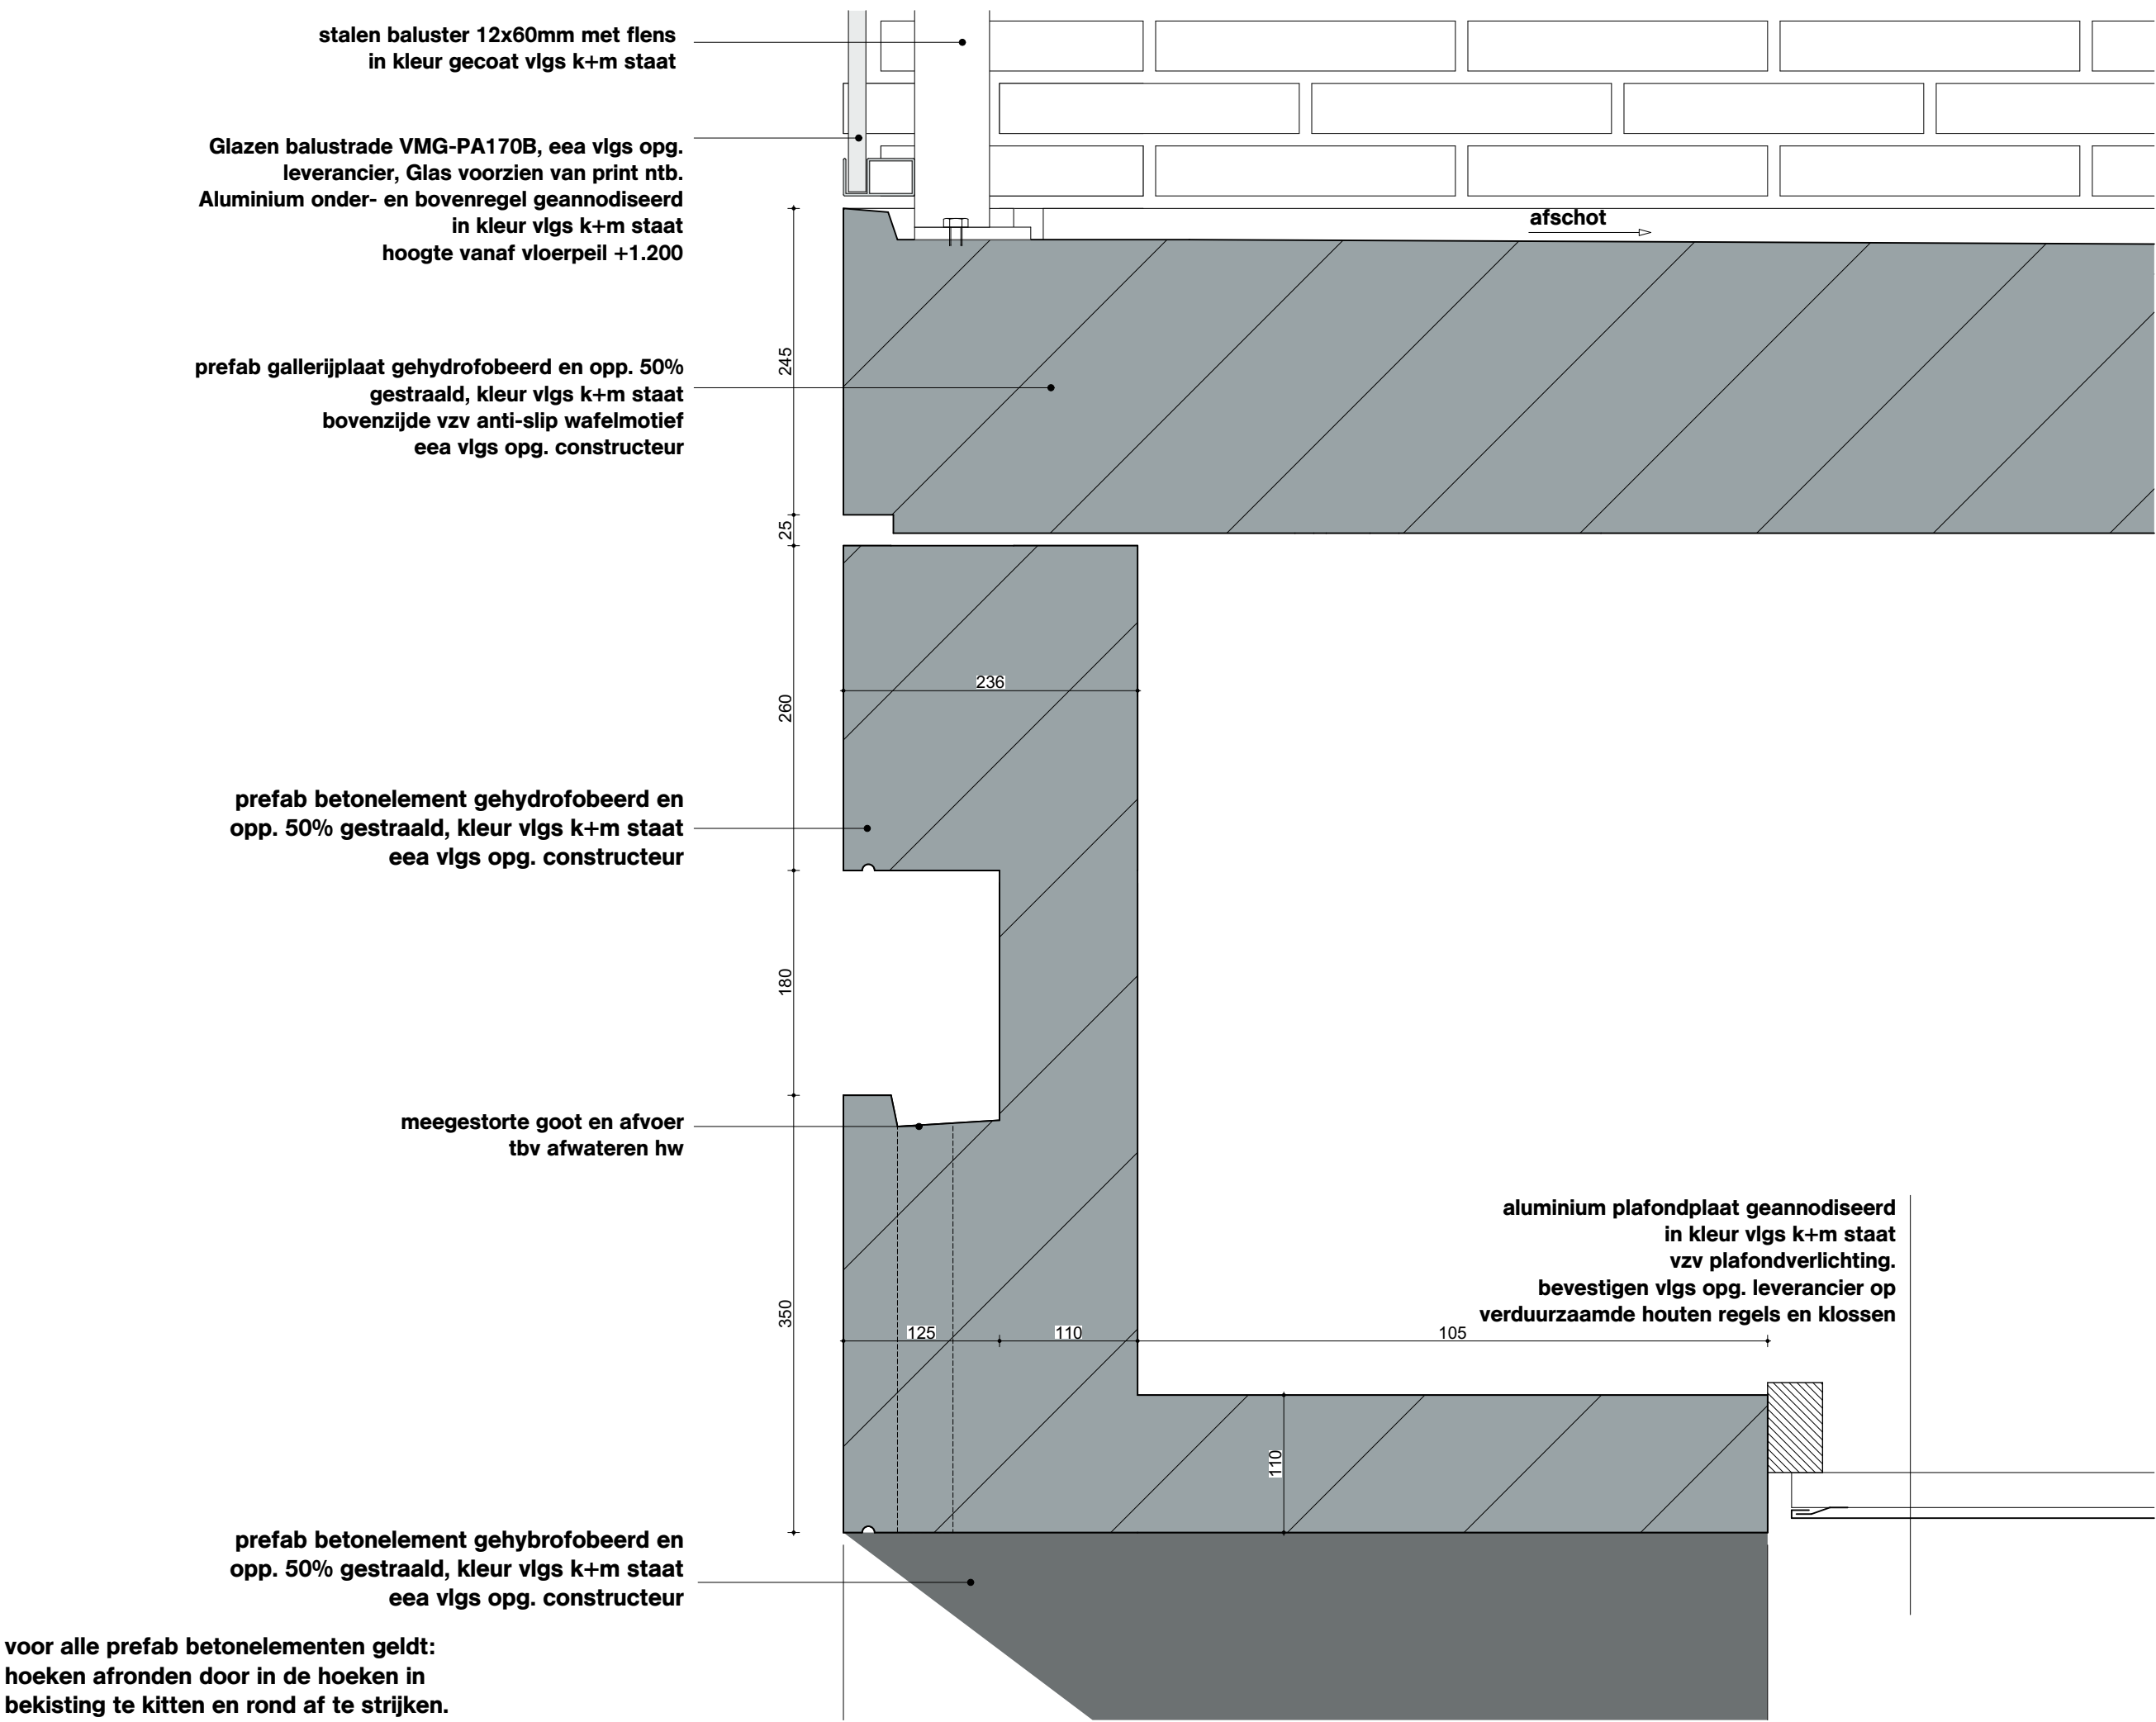 stalen baluster 12x60mm met flens
in kleur gecoat vlgs k+m staat
Glazen balustrade VMG-PA170B, eea vlgs opg.
leverancier, Glas voorzien van print ntb.
Aluminium onder- en bovenregel geannodiseerd
in kleur vlgs k+m staat
hoogte vanaf vloerpeil +1.200
afschot
245
prefab gallerijplaat gehydrofobeerd en opp. 50%
gestraald, kleur vlgs k+m staat
bovenzijde vzv anti-slip wafelmotief
eea vlgs opg. constructeur
25
236
260
prefab betonelement gehydrofobeerd en
opp. 50% gestraald, kleur vlgs k+m staat
eea vlgs opg. constructeur
180
meegestorte goot en afvoer
tbv afwateren hw
aluminium plafondplaat geannodiseerd
in kleur vlgs k+m staat
vzv plafondverlichting.
bevestigen vlgs opg. leverancier op
verduurzaamde houten regels en klossen
350
125
110
105
110
prefab betonelement gehybrofobeerd en
opp. 50% gestraald, kleur vlgs k+m staat
eea vlgs opg. constructeur
voor alle prefab betonelementen geldt:
hoeken afronden door in de hoeken in
bekisting te kitten en rond af te strijken.